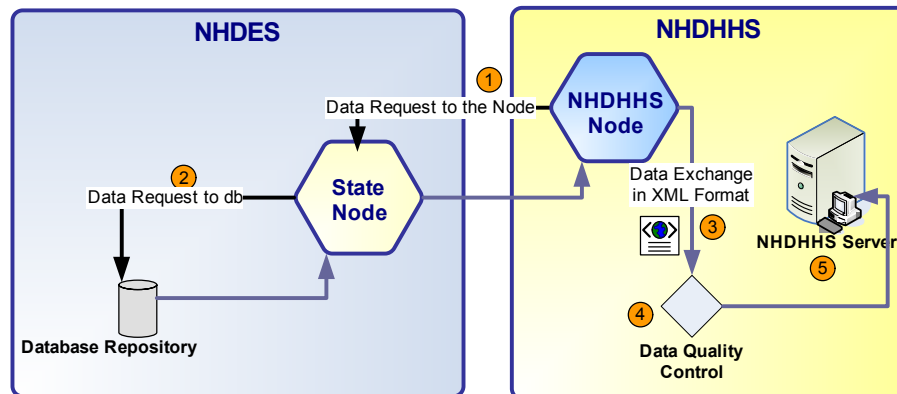 NHDES
NHDHHS
1
Data Request to the Node
NHDHHS
Node
2
Data Request to db
State
Node
Data Exchange
in XML Format
3
NHDHHS Server
5
4
Database Repository
Data Quality
Control